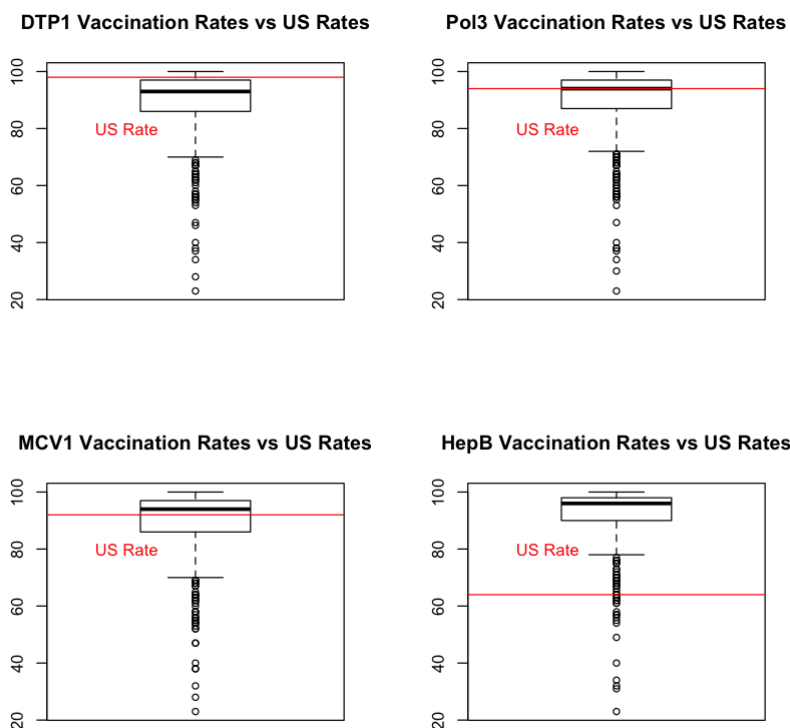 DTP1 Vaccination Rates vs US Rates
100
80
60
40
20
US Rate
Pol3 Vaccination Rates vs US Rates
100
80
60
40
20
US Rate
MCV1 Vaccination Rates vs US Rates
100
80
60
40
20
US Rate
HepB Vaccination Rates vs US Rates
100
80
60
40
20
US Rate